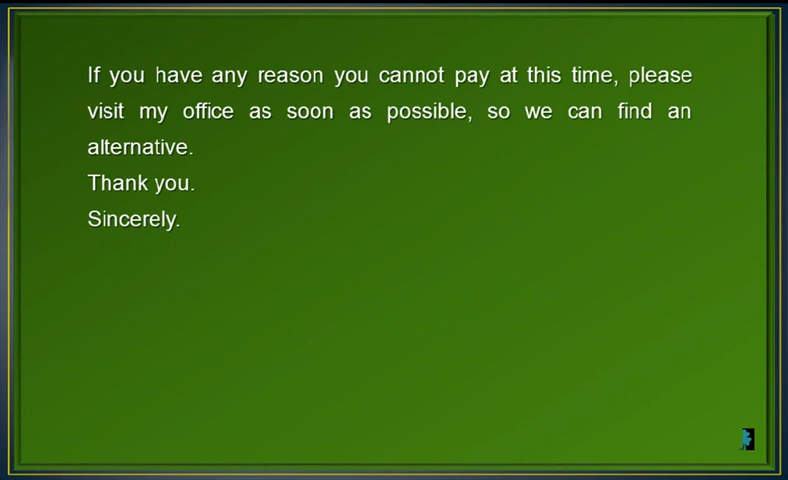 If you have any reason you cannot pay at this time, please
visit my office as soon as possible, so we can find an
alternative.
Thank you.
Sincerely.